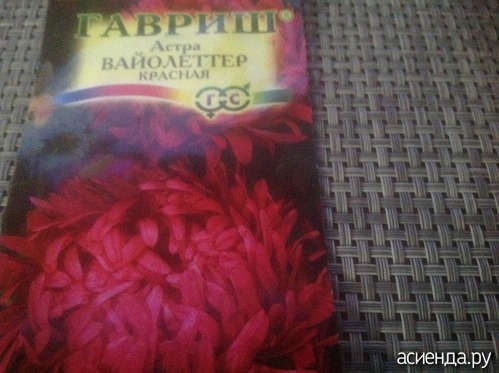 ГАВРИШ®
Астра
ВАЙОЛЕТТЕР
КРАСНАЯ
ГС
асиенда.ру